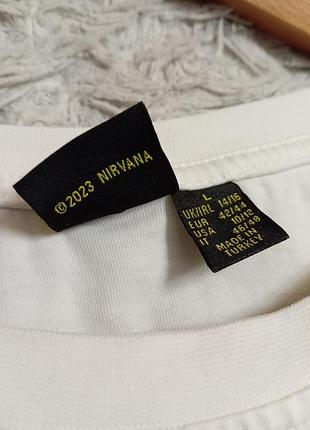 ©2023 NIRVANA
L
UK/IRL 14/16
EUR 42/44
USA 10/12
IT 46/48
MADE IN
TURKEY